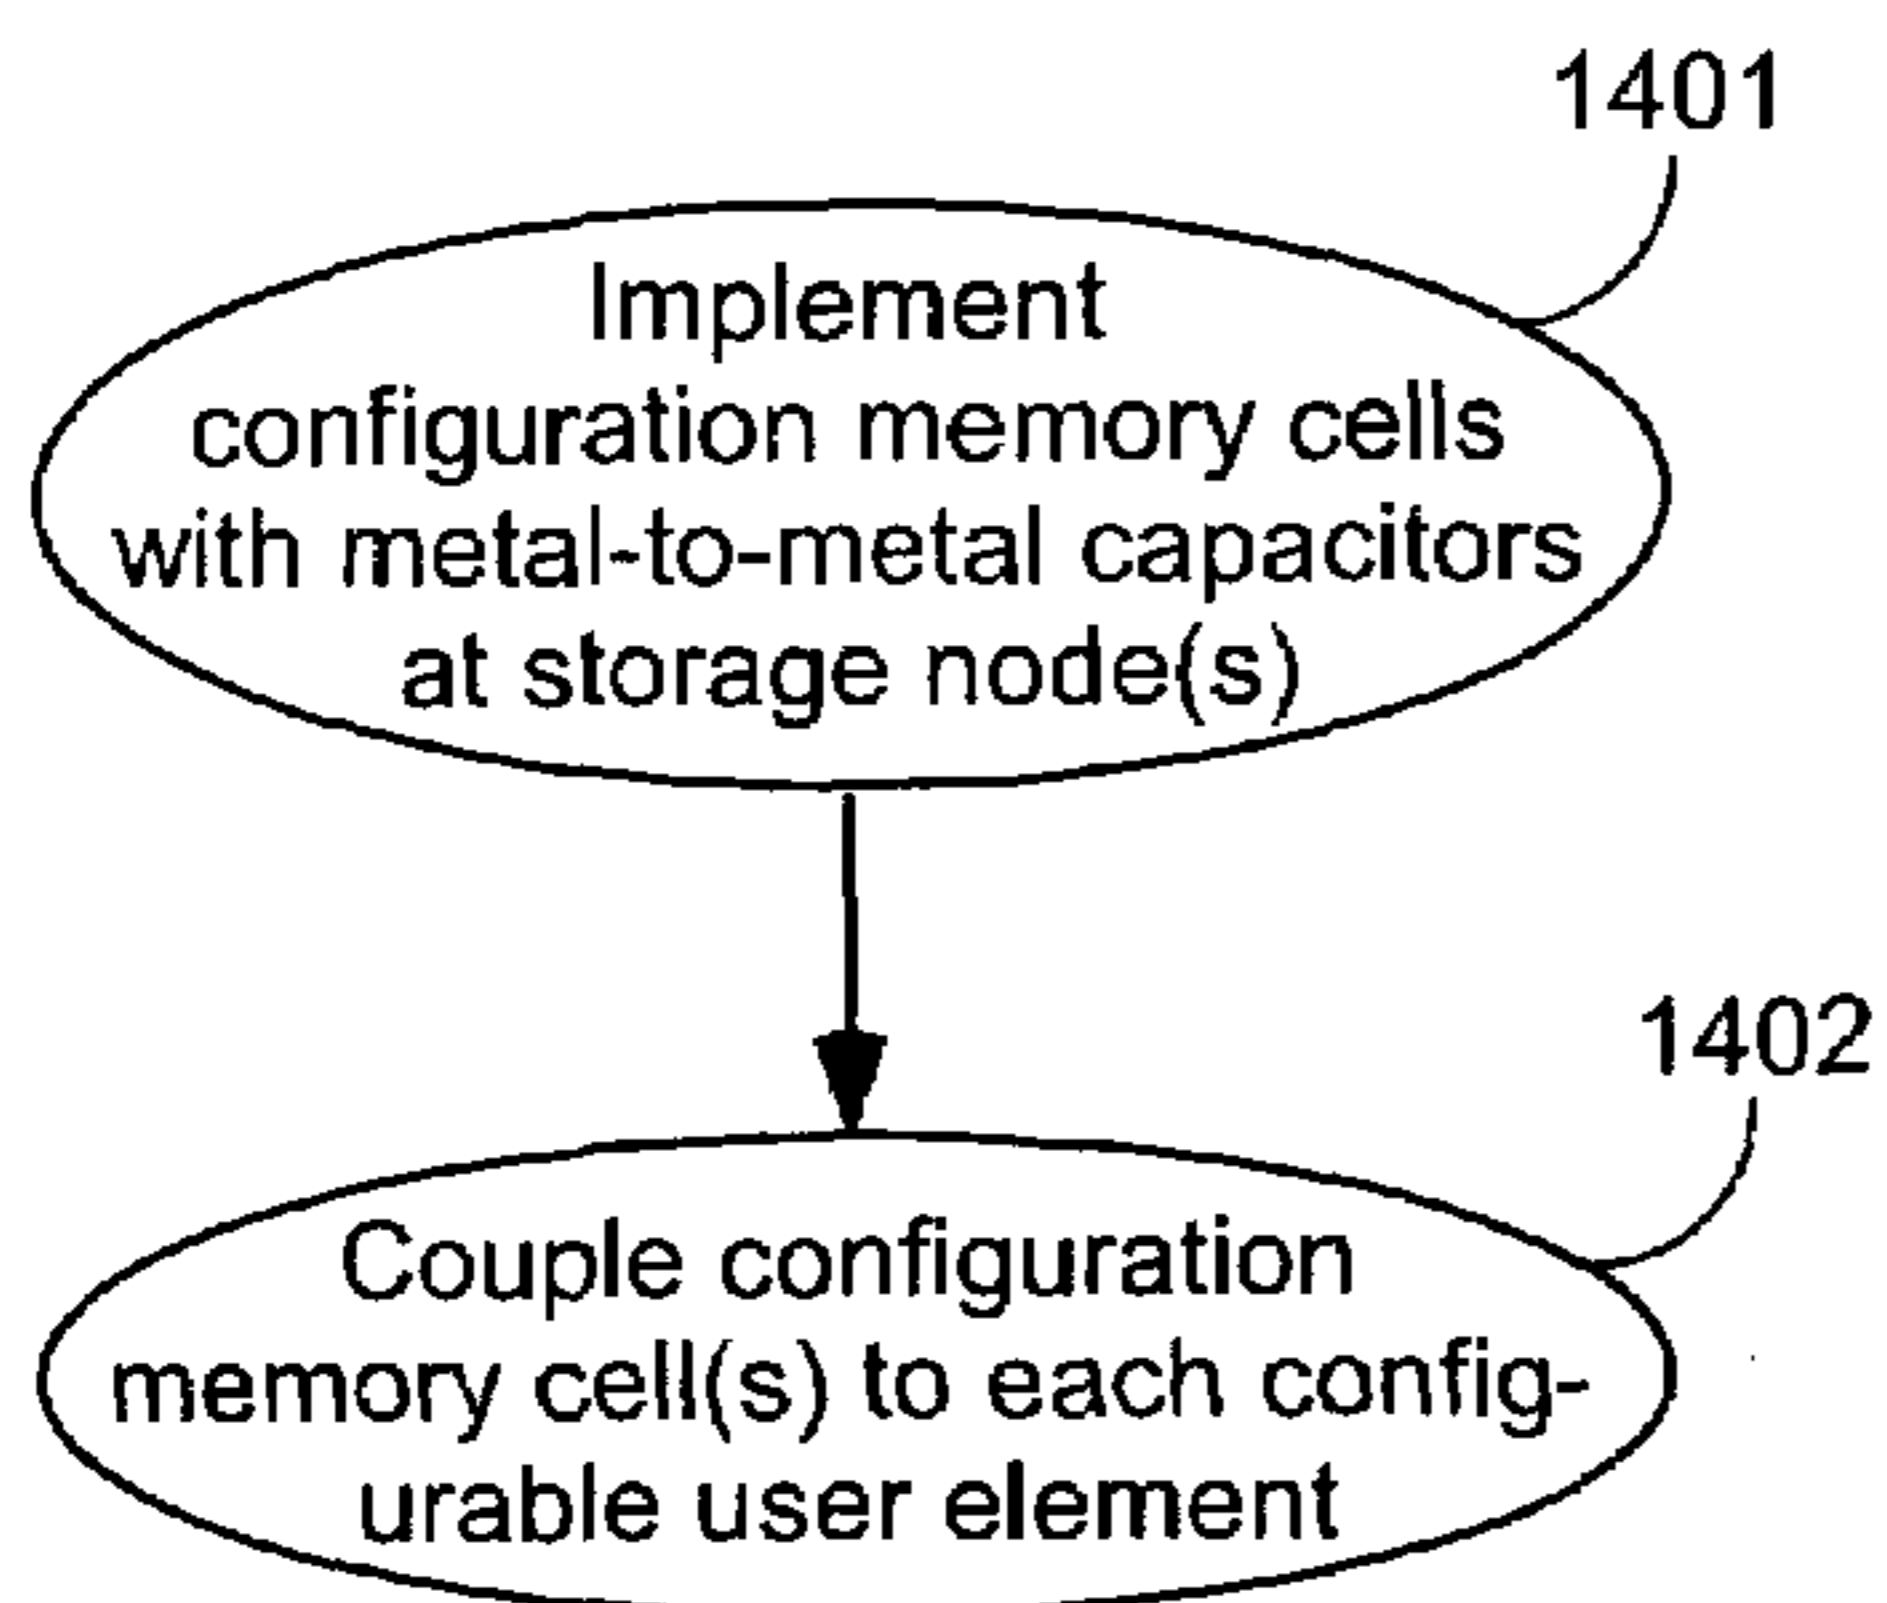 1401
Implement
configuration memory cells
with metal-to-metal capacitors
at storage node(s)
1402
Couple configuration
memory cell(s) to each config-
urable user element